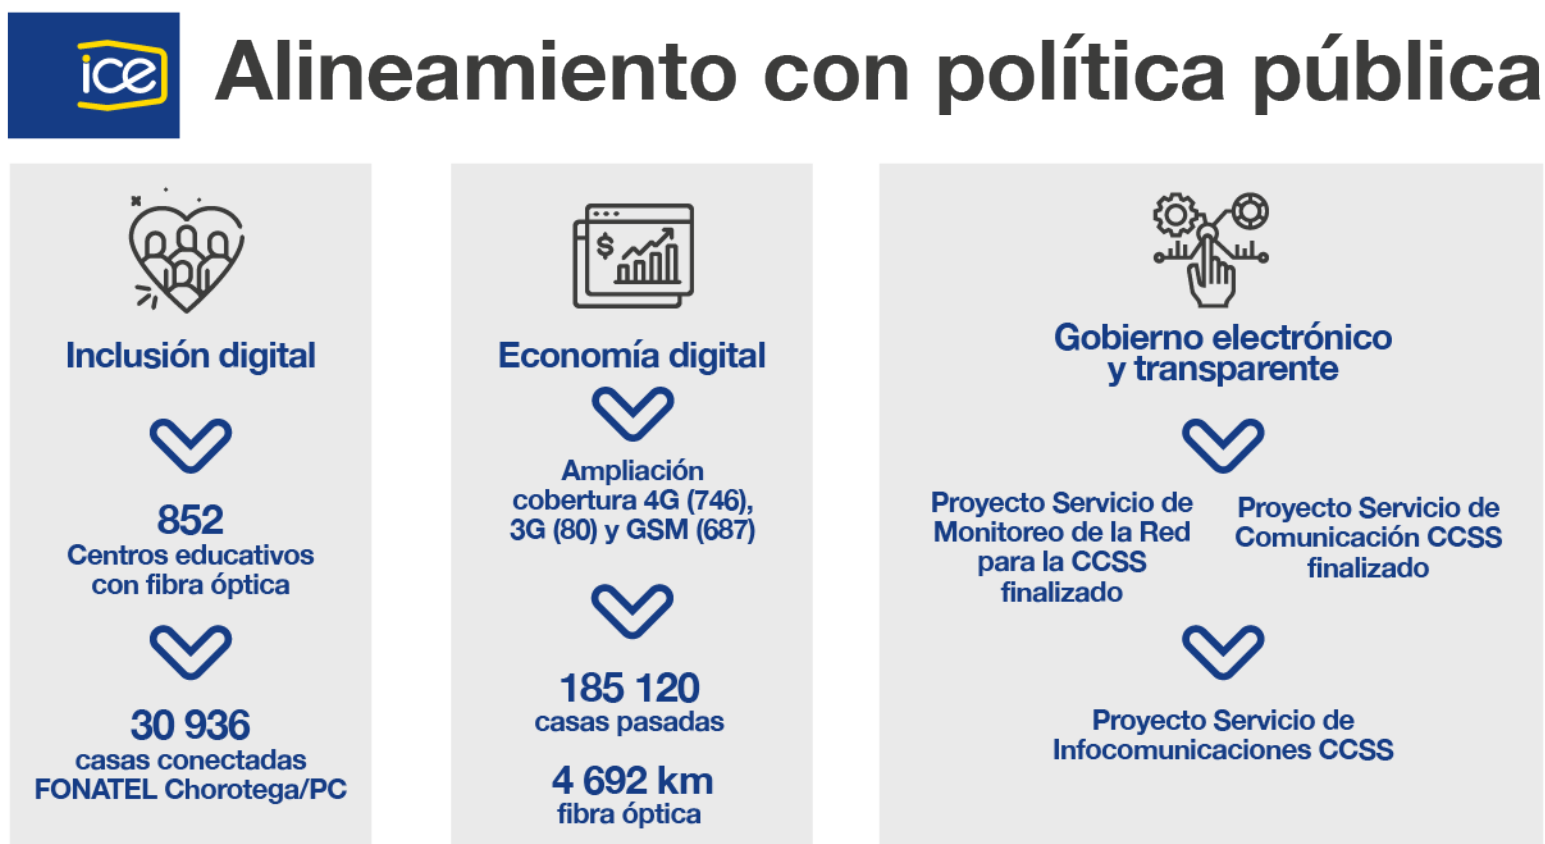 ice
Alineamiento con política pública
Inclusión digital
852
Centros educativos
con fibra óptica
30 936
casas conectadas
FONATEL Chorotega/PC
$
Economía digital
Ampliación
cobertura 4G (746),
3G (80) y GSM (687)
185 120
casas pasadas
4 692 km
fibra óptica
Gobierno electrónico
y transparente
Proyecto Servicio de
Monitoreo de la Red
para la CCSS
finalizado
Proyecto Servicio de
Comunicación CCSS
finalizado
Proyecto Servicio de
Infocomunicaciones CCSS